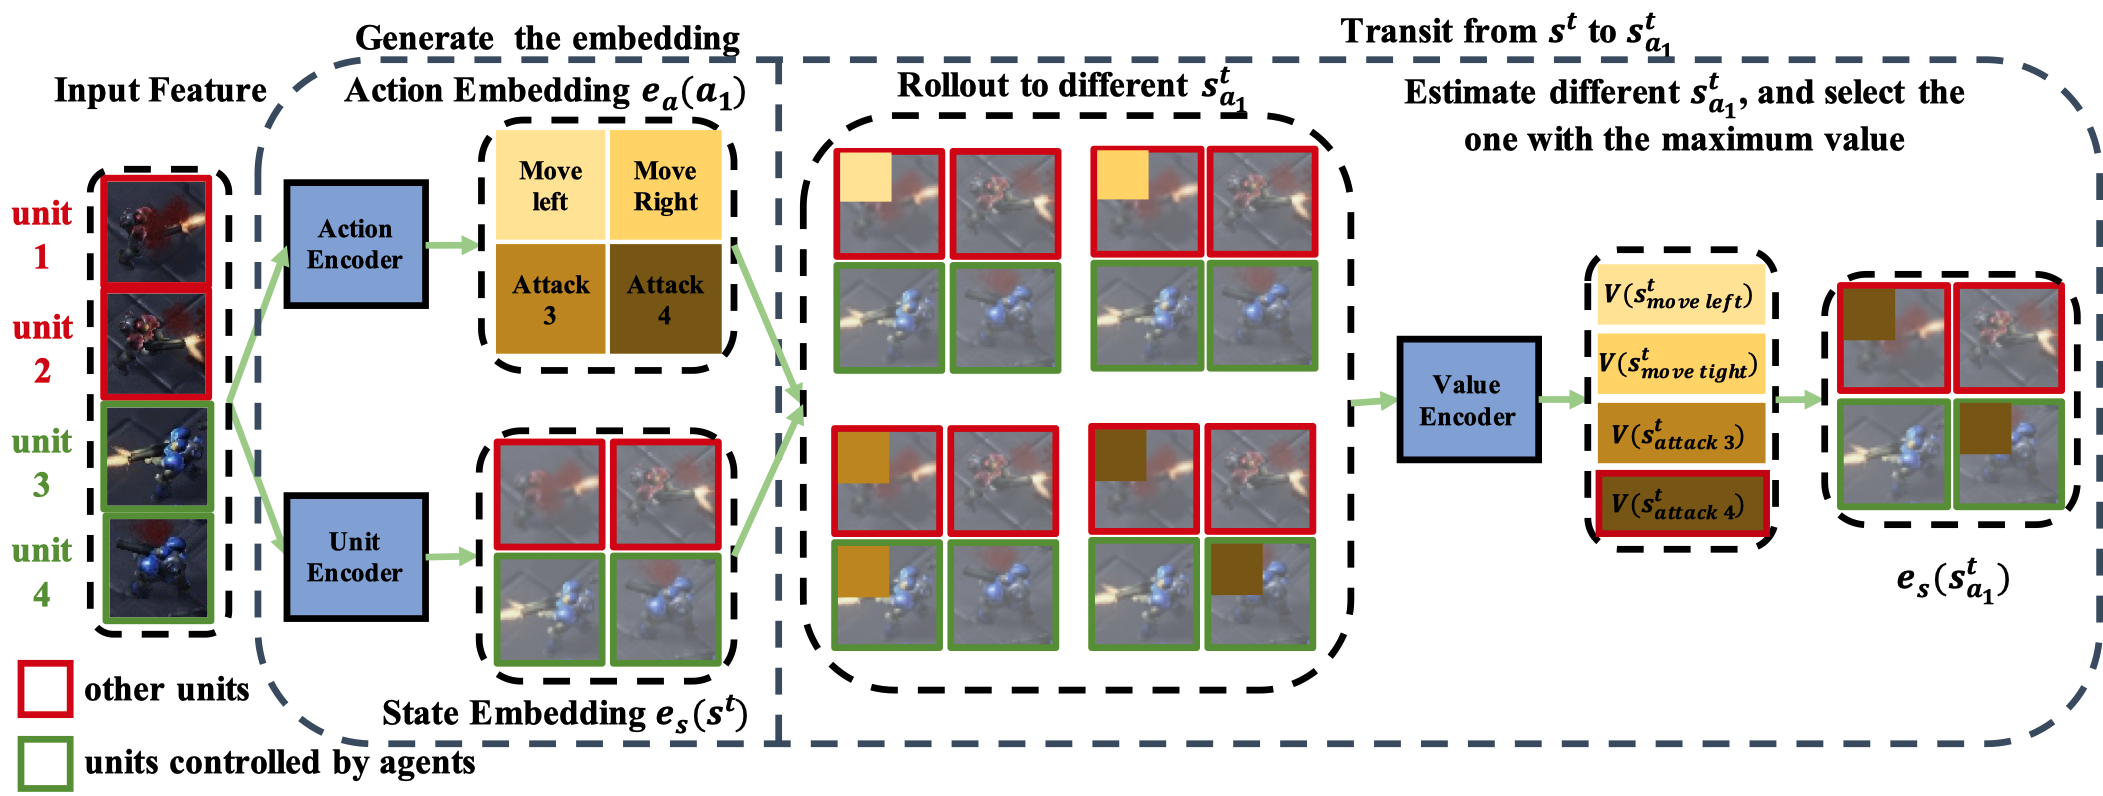 Generate the embedding
Transit from s^t to s^t_{a_1}
Input Feature
Action Embedding e_a(a_1)
Rollout to different s^t_{a_1}
Estimate different s^t_{a_1}, and select the
one with the maximum value
unit
1
unit
2
unit
3
unit
4
Action
Encoder
Move
left
Move
Right
Attack
3
Attack
4
Unit
Encoder
State Embedding e_s(s^t)
Value
Encoder
V(s^t_{move left})
V(s^t_{move tight})
V(s^t_{attack 3})
V(s^t_{attack 4})
e_s(s^t_{a_1})
other units
units controlled by agents